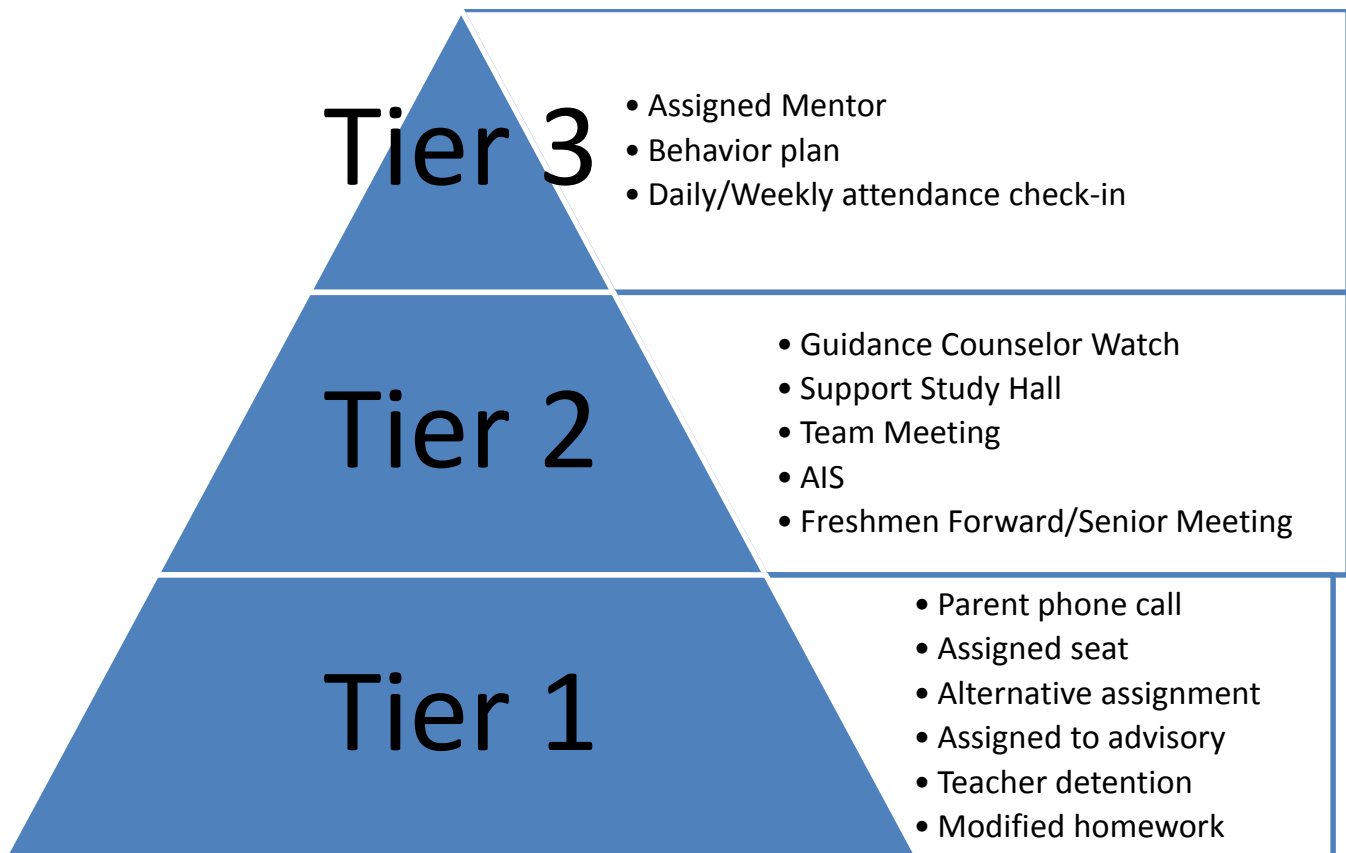 Tier 3
• Assigned Mentor
• Behavior plan
• Daily/Weekly attendance check-in
Tier 2
• Guidance Counselor Watch
• Support Study Hall
• Team Meeting
• AIS
• Freshmen Forward/Senior Meeting
Tier 1
• Parent phone call
• Assigned seat
• Alternative assignment
• Assigned to advisory
• Teacher detention
• Modified homework